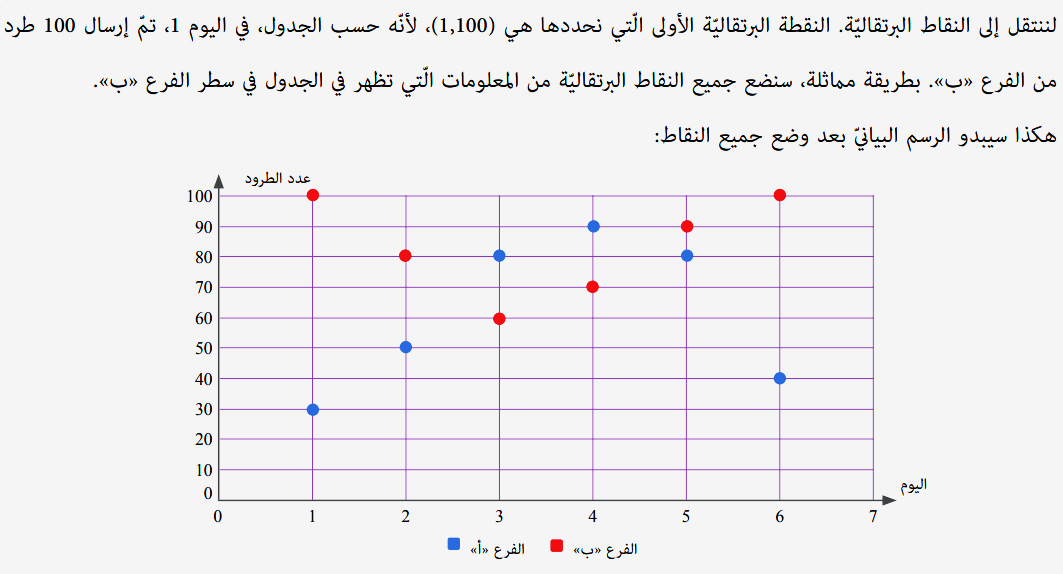 لننتقل إلى النقاط البرتقاليّة. النقطة البرتقاليّة الأولى الّتي نحددها هي (1,100)، لأنّه حسب الجدول، في اليوم 1، تمّ إرسال 100 طرد
من الفرع «ب». بطريقة مماثلة، سنضع جميع النقاط البرتقاليّة من المعلومات الّتي تظهر في الجدول في سطر الفرع «ب».
هكذا سيبدو الرسم البيانيّ بعد وضع جميع النقاط:
عدد الطرود
100
90
80
70
60
50
40
30
20
10
0
اليوم
0 1 2 3 4 5 6 7
الفرع «ب» الفرع «أ»